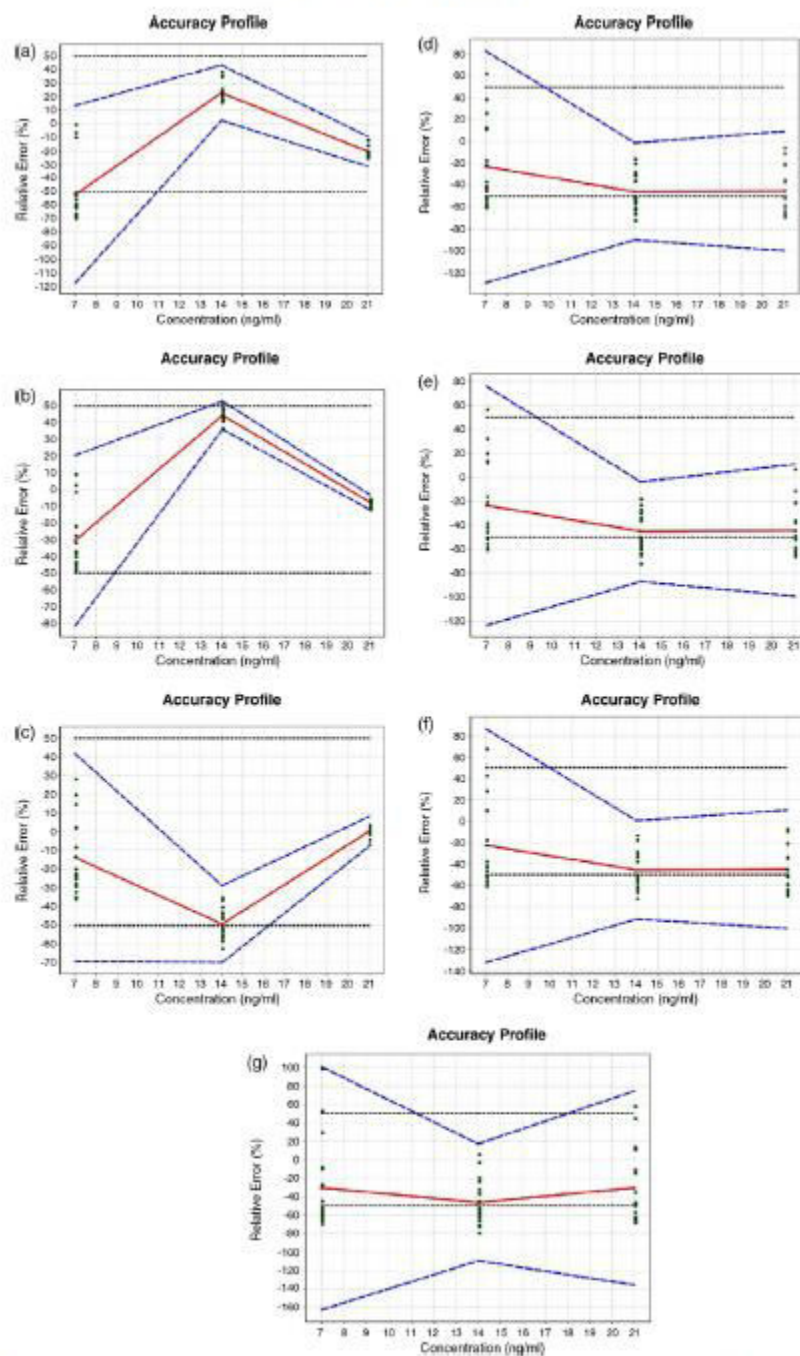 Accuracy Profile
(a)
Relative Error (%)
50
40
30
20
10
0
-10
-20
-30
-40
-50
-60
-70
-80
-90
-100
-110
-120
7 8 9 10 11 12 13 14 15 16 17 18 19 20 21
Concentration (ng/ml)
Accuracy Profile
(d)
Relative Error (%)
80
60
40
20
0
-20
-40
-60
-80
-100
-120
7 8 9 10 11 12 13 14 15 16 17 18 19 20 21
Concentration (ng/ml)
Accuracy Profile
(b)
Relative Error (%)
50
40
30
20
10
0
-10
-20
-30
-40
-50
-60
-70
-80
7 8 9 10 11 12 13 14 15 16 17 18 19 20 21
Concentration (ng/ml)
Accuracy Profile
(e)
Relative Error (%)
80
60
40
20
0
-20
-40
-60
-80
-100
-120
7 8 9 10 11 12 13 14 15 16 17 18 19 20 21
Concentration (ng/ml)
Accuracy Profile
(c)
Relative Error (%)
50
40
30
20
10
0
-10
-20
-30
-40
-50
-60
-70
7 8 9 10 11 12 13 14 15 16 17 18 19 20 21
Concentration (ng/ml)
Accuracy Profile
(f)
Relative Error (%)
80
60
40
20
0
-20
-40
-60
-80
-100
-120
-140
7 8 9 10 11 12 13 14 15 16 17 18 19 20 21
Concentration (ng/ml)
Accuracy Profile
(g)
Relative Error (%)
100
80
60
40
20
0
-20
-40
-60
-80
-100
-120
-140
-160
7 8 9 10 11 12 13 14 15 16 17 18 19 20 21
Concentration (ng/ml)